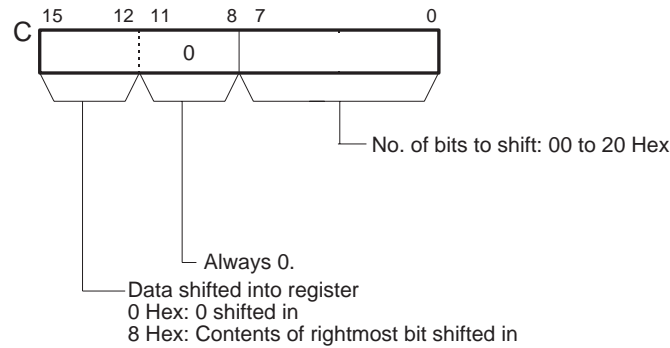 15 12 11 8 7 0
C
0
No. of bits to shift: 00 to 20 Hex
Always 0.
Data shifted into register
0 Hex: 0 shifted in
8 Hex: Contents of rightmost bit shifted in